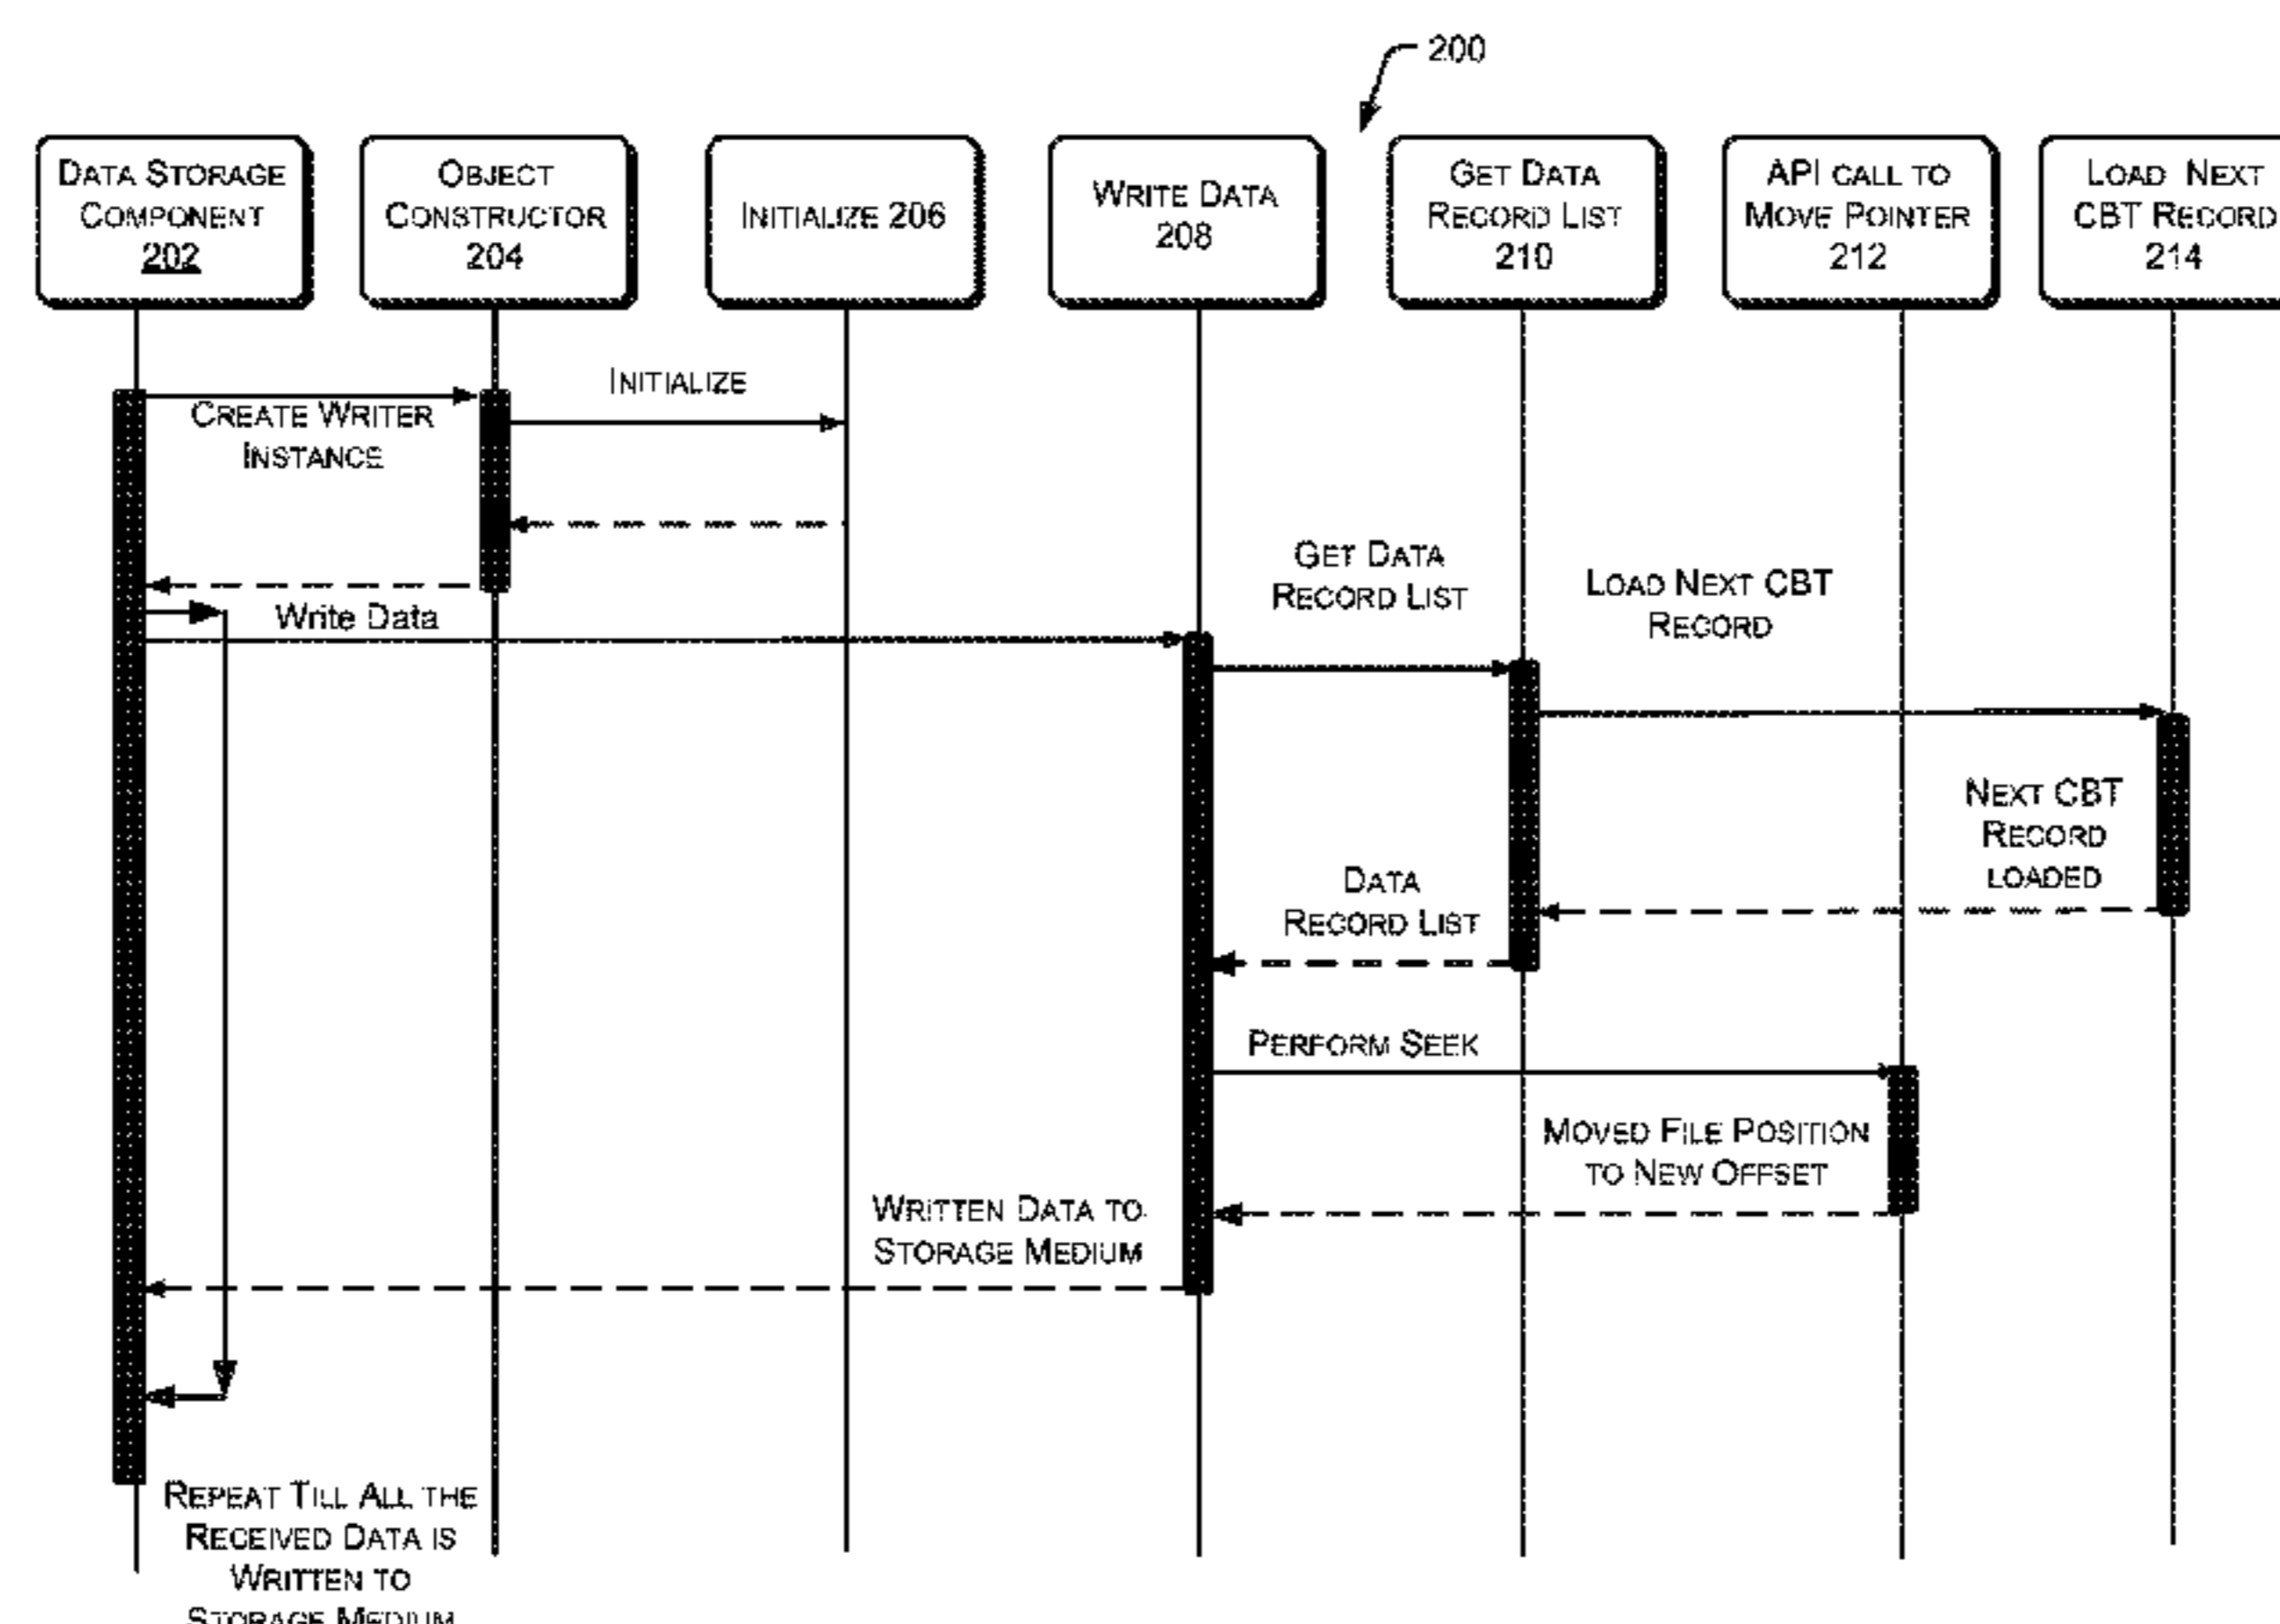 200
DATA STORAGE
COMPONENT
202
OBJECT
CONSTRUCTOR
204
INITIALIZE 206
WRITE DATA
208
GET DATA
RECORD LIST
210
API CALL TO
MOVE POINTER
212
LOAD NEXT
CBT RECORD
214
INITIALIZE
CREATE WRITER
INSTANCE
GET DATA
RECORD LIST
LOAD NEXT CBT
RECORD
Write Data
NEXT CBT
RECORD
LOADED
DATA
RECORD LIST
PERFORM SEEK
MOVED FILE POSITION
TO NEW OFFSET
WRITTEN DATA TO
STORAGE MEDIUM
REPEAT TILL ALL THE
RECEIVED DATA IS
WRITTEN TO
STORAGE MEDIUM